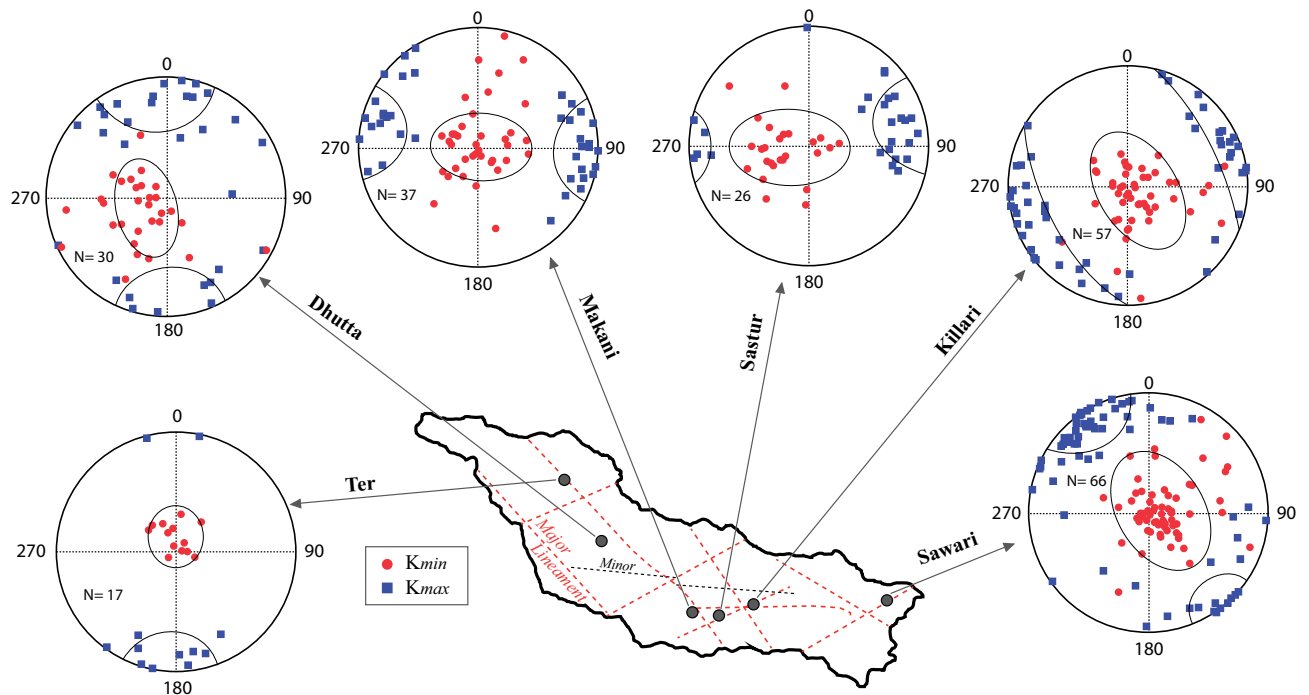 0
270
90
N= 30
180
0
270
90
N= 37
180
0
270
90
N= 26
180
0
270
90
N= 57
180
Dhutta
Makani
Sastur
Killari
0
270
90
N= 17
180
Ter
Kmin
Kmax
Major
Lineament
Minor
Sawari
0
N= 66
270
90
180